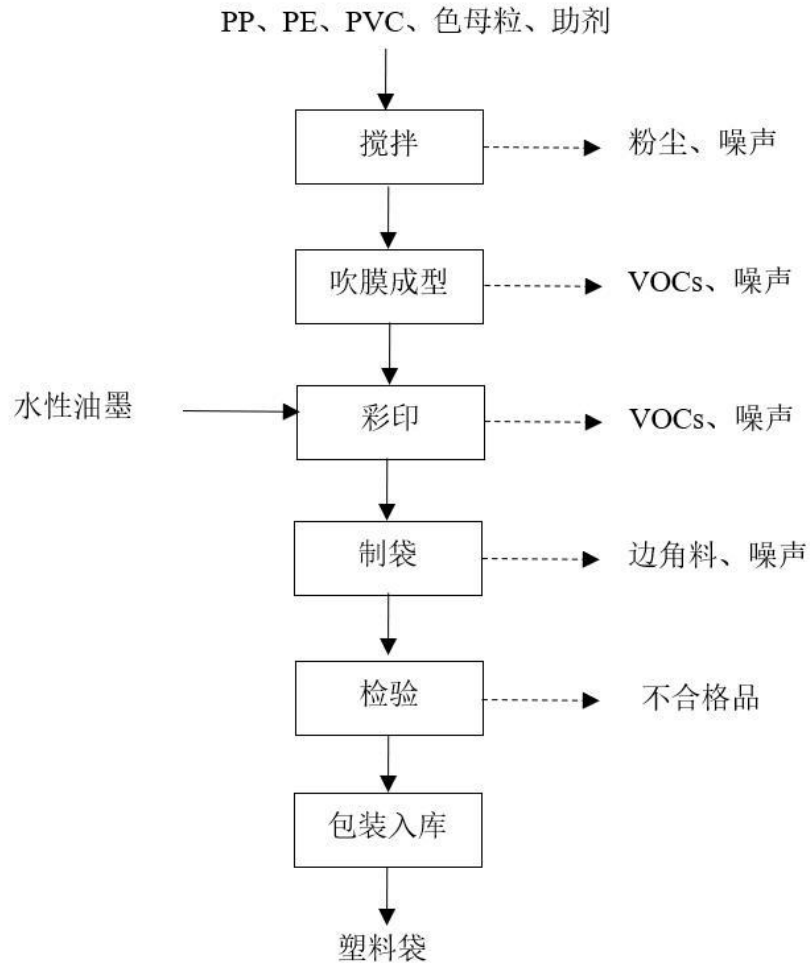 PP、PE、PVC、色母粒、助剂
搅拌
粉尘、噪声
吹膜成型
VOCs、噪声
水性油墨
彩印
VOCs、噪声
制袋
边角料、噪声
检验
不合格品
包装入库
塑料袋